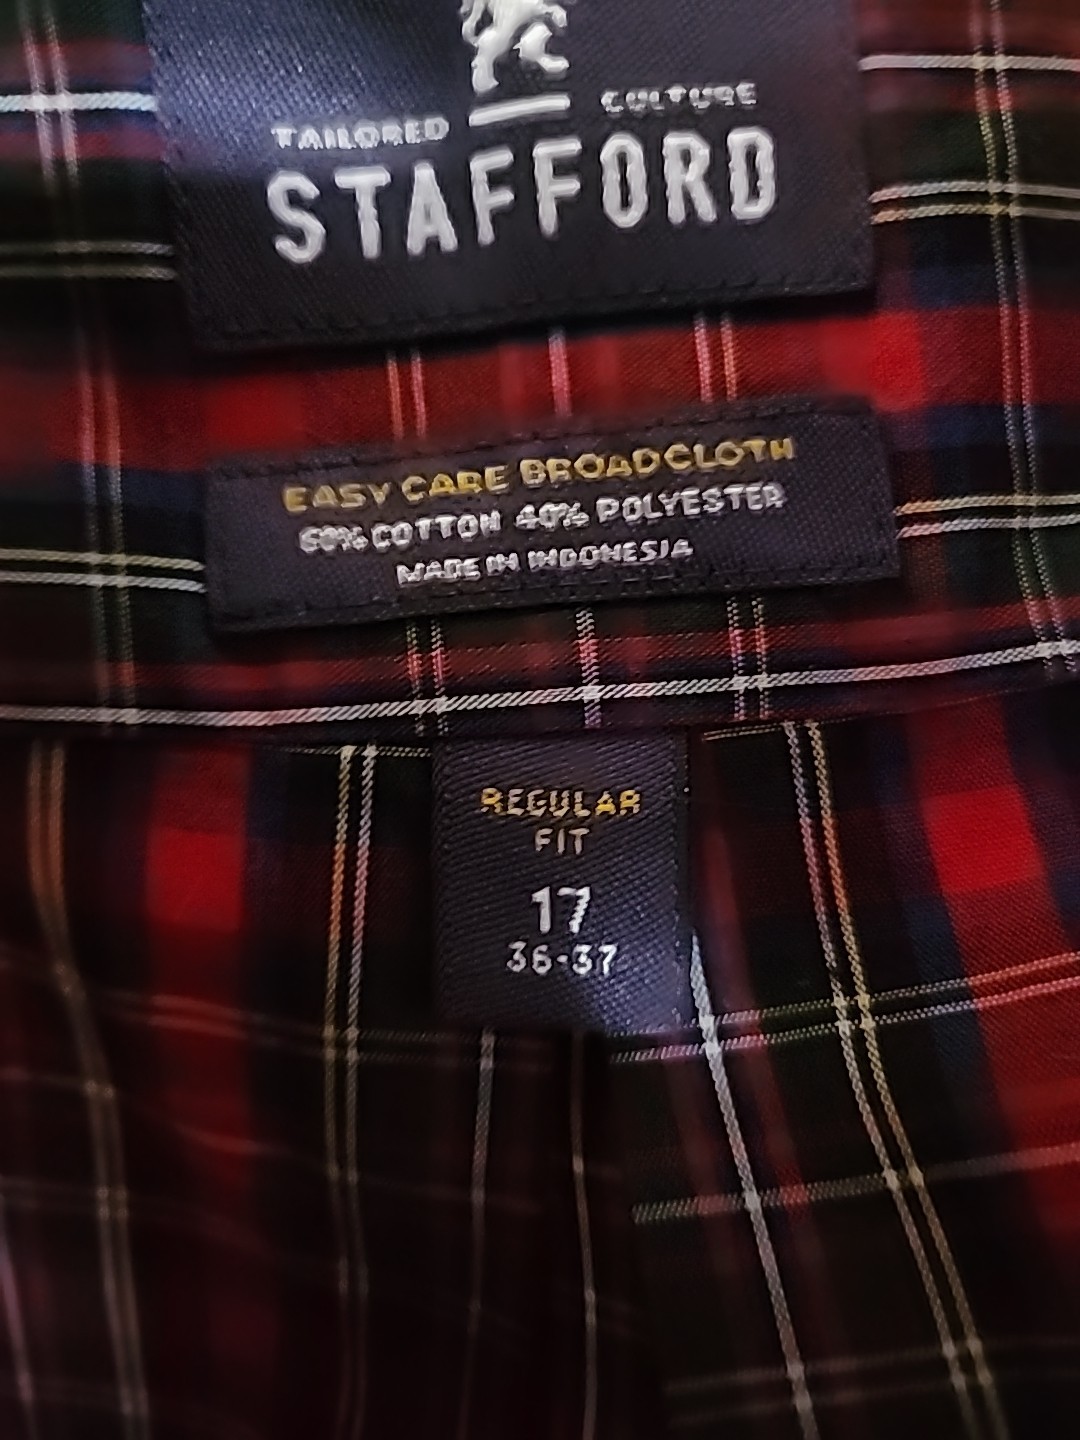 TAILORED CULTURE
STAFFORD
EASY CARE BROADCLOTH
60% COTTON 40% POLYESTER
MADE IN INDONESIA
REGULAR
FIT
17
36-37